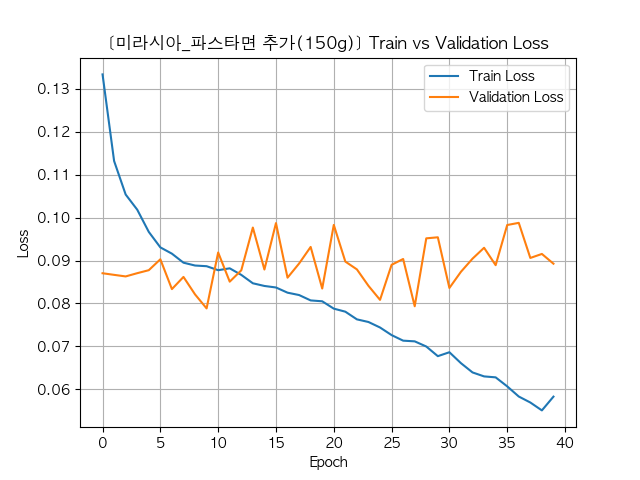 [미라시아_파스타면 추가(150g)] Train vs Validation Loss
Train Loss
Validation Loss
Loss
0.13
0.12
0.11
0.10
0.09
0.08
0.07
0.06
0 5 10 15 20 25 30 35 40
Epoch